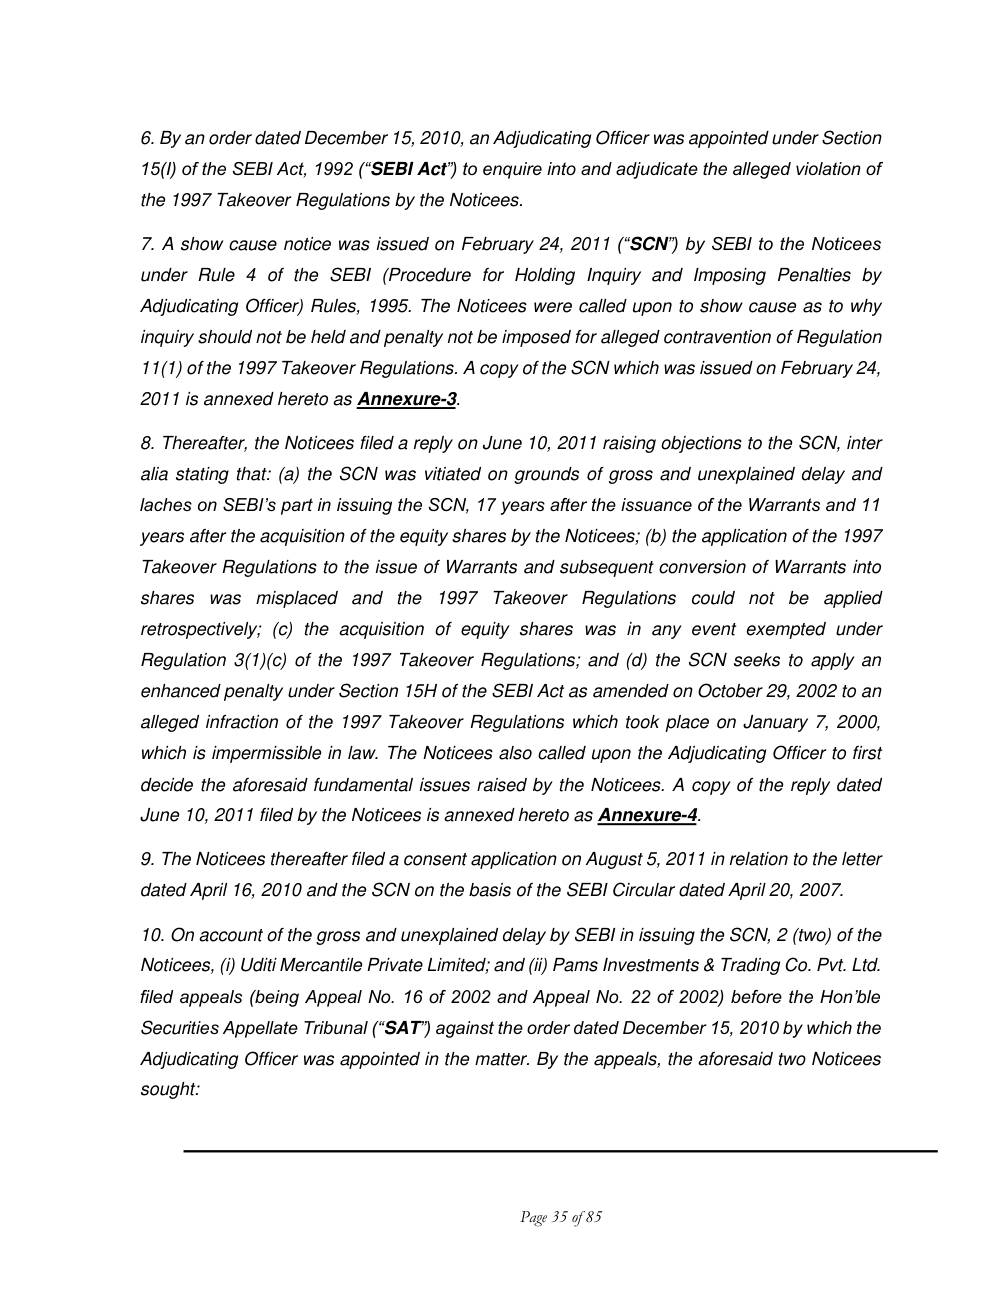 6. By an order dated December 15, 2010, an Adjudicating Officer was appointed under Section
15(I) of the SEBI Act, 1992 (“SEBI Act”) to enquire into and adjudicate the alleged violation of
the 1997 Takeover Regulations by the Noticees.
7. A show cause notice was issued on February 24, 2011 (“SCN”) by SEBI to the Noticees
under Rule 4 of the SEBI (Procedure for Holding Inquiry and Imposing Penalties by
Adjudicating Officer) Rules, 1995. The Noticees were called upon to show cause as to why
inquiry should not be held and penalty not be imposed for alleged contravention of Regulation
11(1) of the 1997 Takeover Regulations. A copy of the SCN which was issued on February 24,
2011 is annexed hereto as Annexure-3.
8. Thereafter, the Noticees filed a reply on June 10, 2011 raising objections to the SCN, inter
alia stating that: (a) the SCN was vitiated on grounds of gross and unexplained delay and
laches on SEBI’s part in issuing the SCN, 17 years after the issuance of the Warrants and 11
years after the acquisition of the equity shares by the Noticees; (b) the application of the 1997
Takeover Regulations to the issue of Warrants and subsequent conversion of Warrants into
shares was misplaced and the 1997 Takeover Regulations could not be applied
retrospectively; (c) the acquisition of equity shares was in any event exempted under
Regulation 3(1)(c) of the 1997 Takeover Regulations; and (d) the SCN seeks to apply an
enhanced penalty under Section 15H of the SEBI Act as amended on October 29, 2002 to an
alleged infraction of the 1997 Takeover Regulations which took place on January 7, 2000,
which is impermissible in law. The Noticees also called upon the Adjudicating Officer to first
decide the aforesaid fundamental issues raised by the Noticees. A copy of the reply dated
June 10, 2011 filed by the Noticees is annexed hereto as Annexure-4.
9. The Noticees thereafter filed a consent application on August 5, 2011 in relation to the letter
dated April 16, 2010 and the SCN on the basis of the SEBI Circular dated April 20, 2007.
10. On account of the gross and unexplained delay by SEBI in issuing the SCN, 2 (two) of the
Noticees, (i) Uditi Mercantile Private Limited; and (ii) Pams Investments & Trading Co. Pvt. Ltd.
filed appeals (being Appeal No. 16 of 2002 and Appeal No. 22 of 2002) before the Hon’ble
Securities Appellate Tribunal (“SAT”) against the order dated December 15, 2010 by which the
Adjudicating Officer was appointed in the matter. By the appeals, the aforesaid two Noticees
sought:
Page 35 of 85